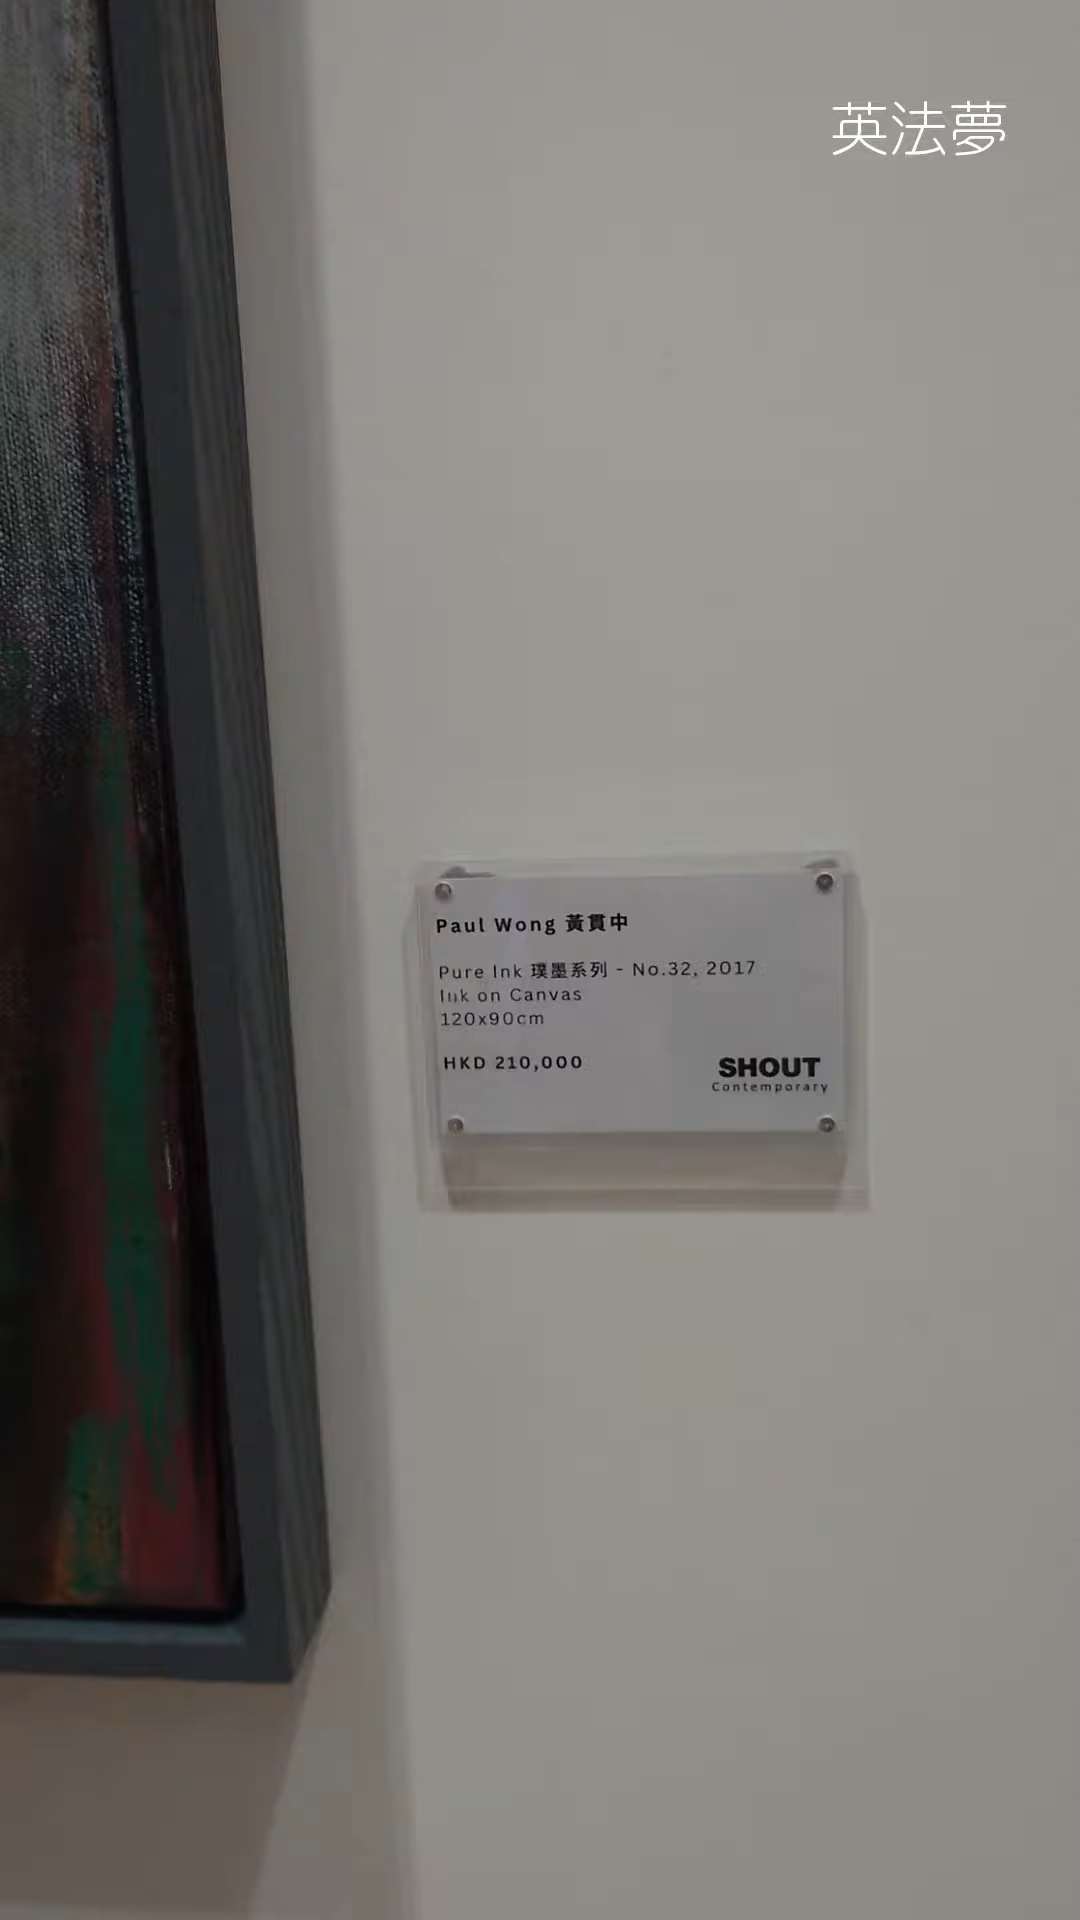 英法夢
Paul Wong 黃貫中
Pure Ink 璞墨系列 - No.32, 2017
Ink on Canvas
120x90cm
HKD 210,000
SHOUT
Contemporary